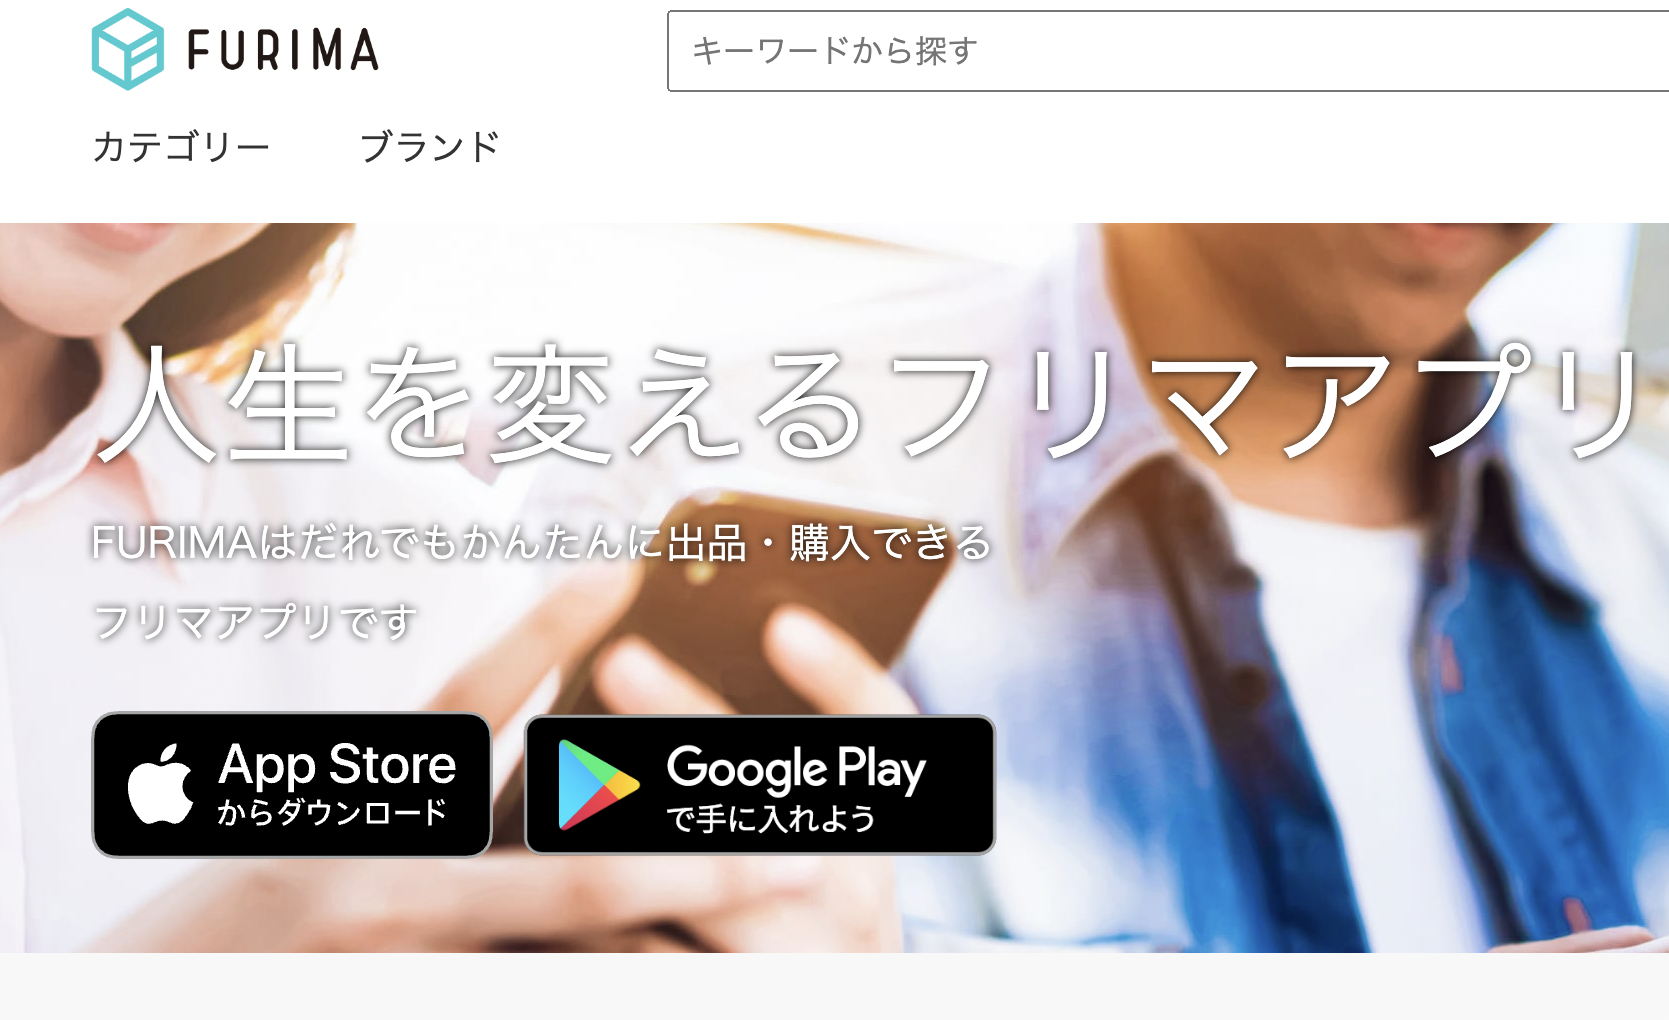 FURIMA
キーワードから探す
カテゴリー ブランド
人生を変えるフリマアプリ
FURIMAはだれでもかんたんに出品・購入できる
フリマアプリです
App Store
からダウンロード
Google Play
で手に入れよう